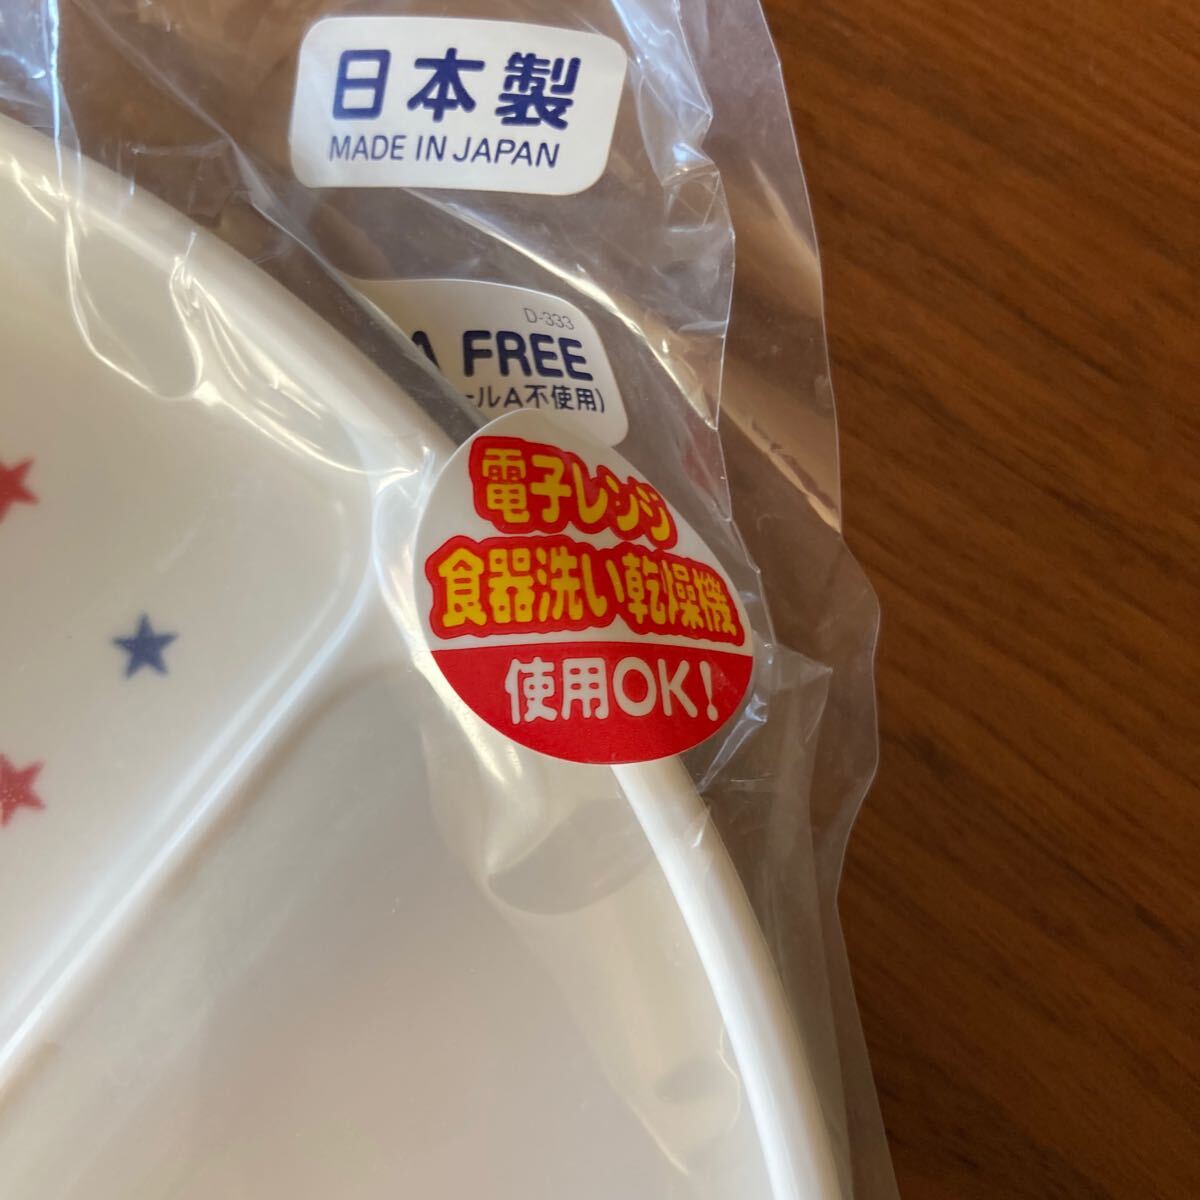 日本製
MADE IN JAPAN
D-333
A FREE
ールA不使用)
電子レンジ
食器洗い乾燥機
使用OK!